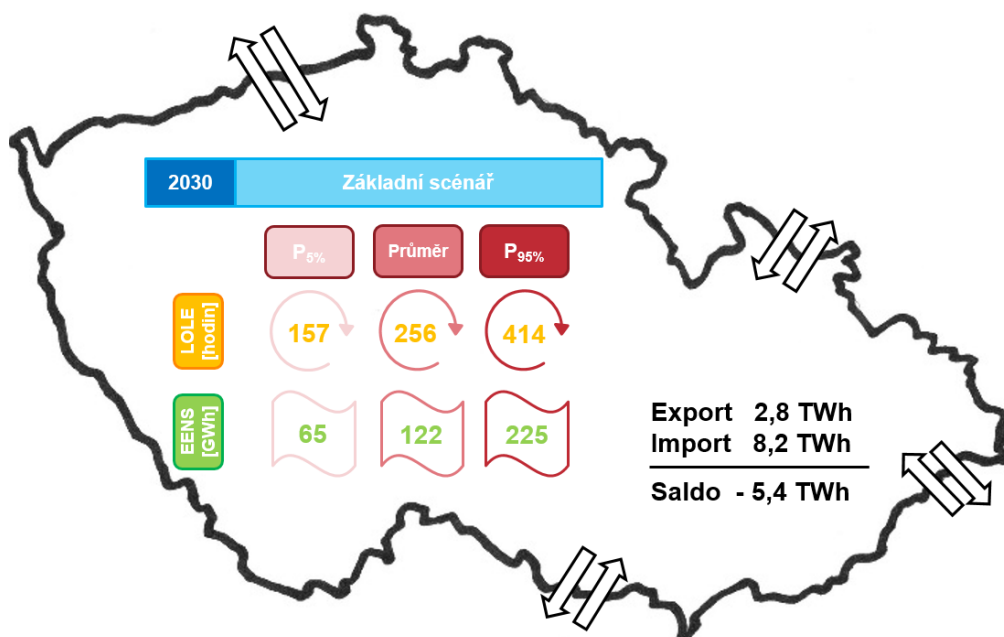 2030 Základní scénář
P5% Průměr P95%
LOLE
[hodin]
157 256 414
EENS
[GWh]
65 122 225
Export 2,8 TWh
Import 8,2 TWh
Saldo - 5,4 TWh